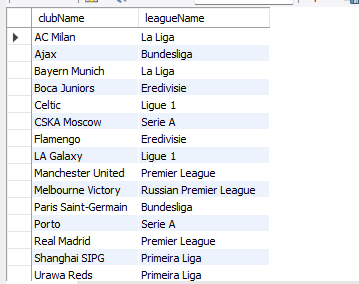 clubName leagueName
AC Milan La Liga
Ajax Bundesliga
Bayern Munich La Liga
Boca Juniors Eredivisie
Celtic Ligue 1
CSKA Moscow Serie A
Flamengo Eredivisie
LA Galaxy Ligue 1
Manchester United Premier League
Melbourne Victory Russian Premier League
Paris Saint-Germain Bundesliga
Porto Serie A
Real Madrid Premier League
Shanghai SIPG Primeira Liga
Urawa Reds Primeira Liga